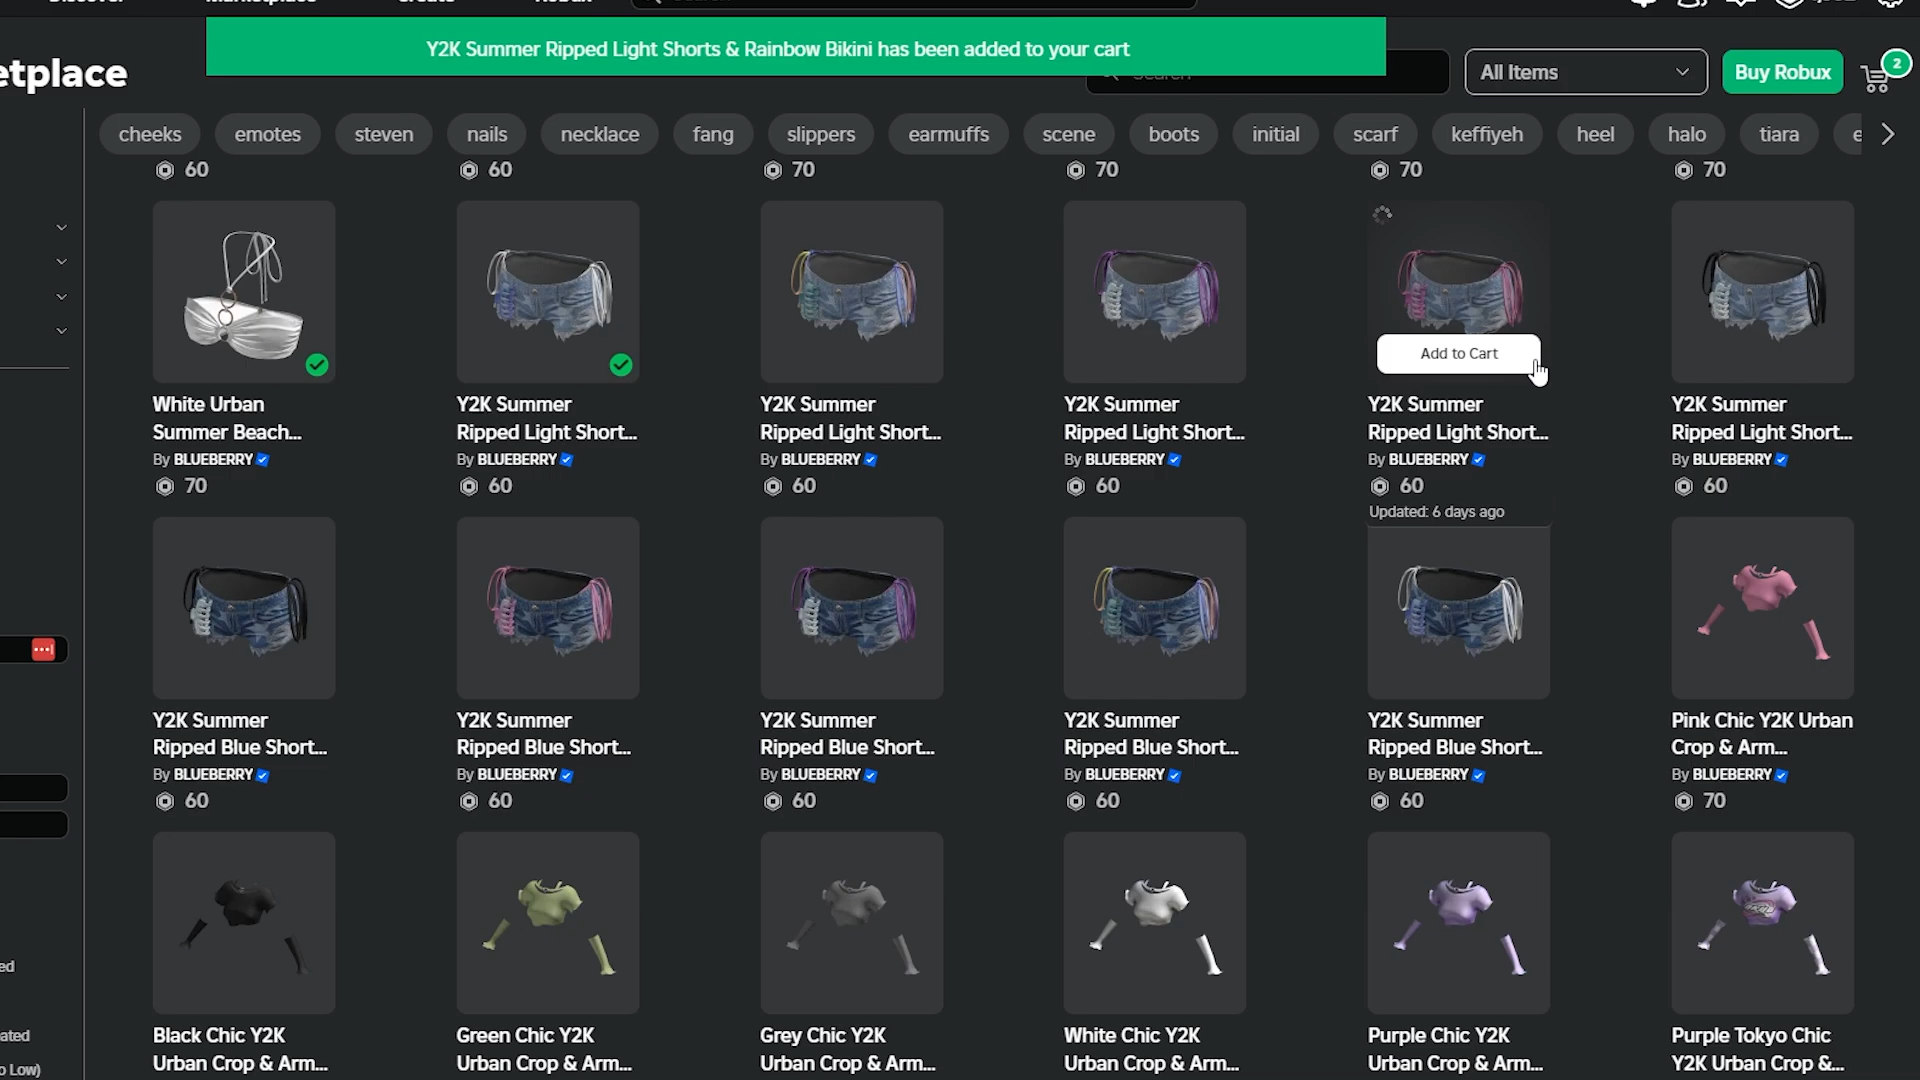 Marketplace
Y2K Summer Ripped Light Shorts & Rainbow Bikini has been added to your cart
etplace
All Items
Buy Robux
2
cheeks
emotes
steven
nails
necklace
fang
slippers
earmuffs
scene
boots
initial
scarf
keffiyeh
heel
halo
tiara
e
60
60
70
70
70
70
Add to Cart
White Urban
Summer Beach...
By BLUEBERRY
70
Y2K Summer
Ripped Light Short...
By BLUEBERRY
60
Y2K Summer
Ripped Light Short...
By BLUEBERRY
60
Y2K Summer
Ripped Light Short...
By BLUEBERRY
60
Y2K Summer
Ripped Light Short...
By BLUEBERRY
60
Updated: 6 days ago
Y2K Summer
Ripped Light Short...
By BLUEBERRY
60
Y2K Summer
Ripped Blue Short...
By BLUEBERRY
60
Y2K Summer
Ripped Blue Short...
By BLUEBERRY
60
Y2K Summer
Ripped Blue Short...
By BLUEBERRY
60
Y2K Summer
Ripped Blue Short...
By BLUEBERRY
60
Y2K Summer
Ripped Blue Short...
By BLUEBERRY
60
Pink Chic Y2K Urban
Crop & Arm...
By BLUEBERRY
70
Black Chic Y2K
Urban Crop & Arm...
Green Chic Y2K
Urban Crop & Arm...
Grey Chic Y2K
Urban Crop & Arm...
White Chic Y2K
Urban Crop & Arm...
Purple Chic Y2K
Urban Crop & Arm...
Purple Tokyo Chic
Y2K Urban Crop &...
ed
ated
o Low)